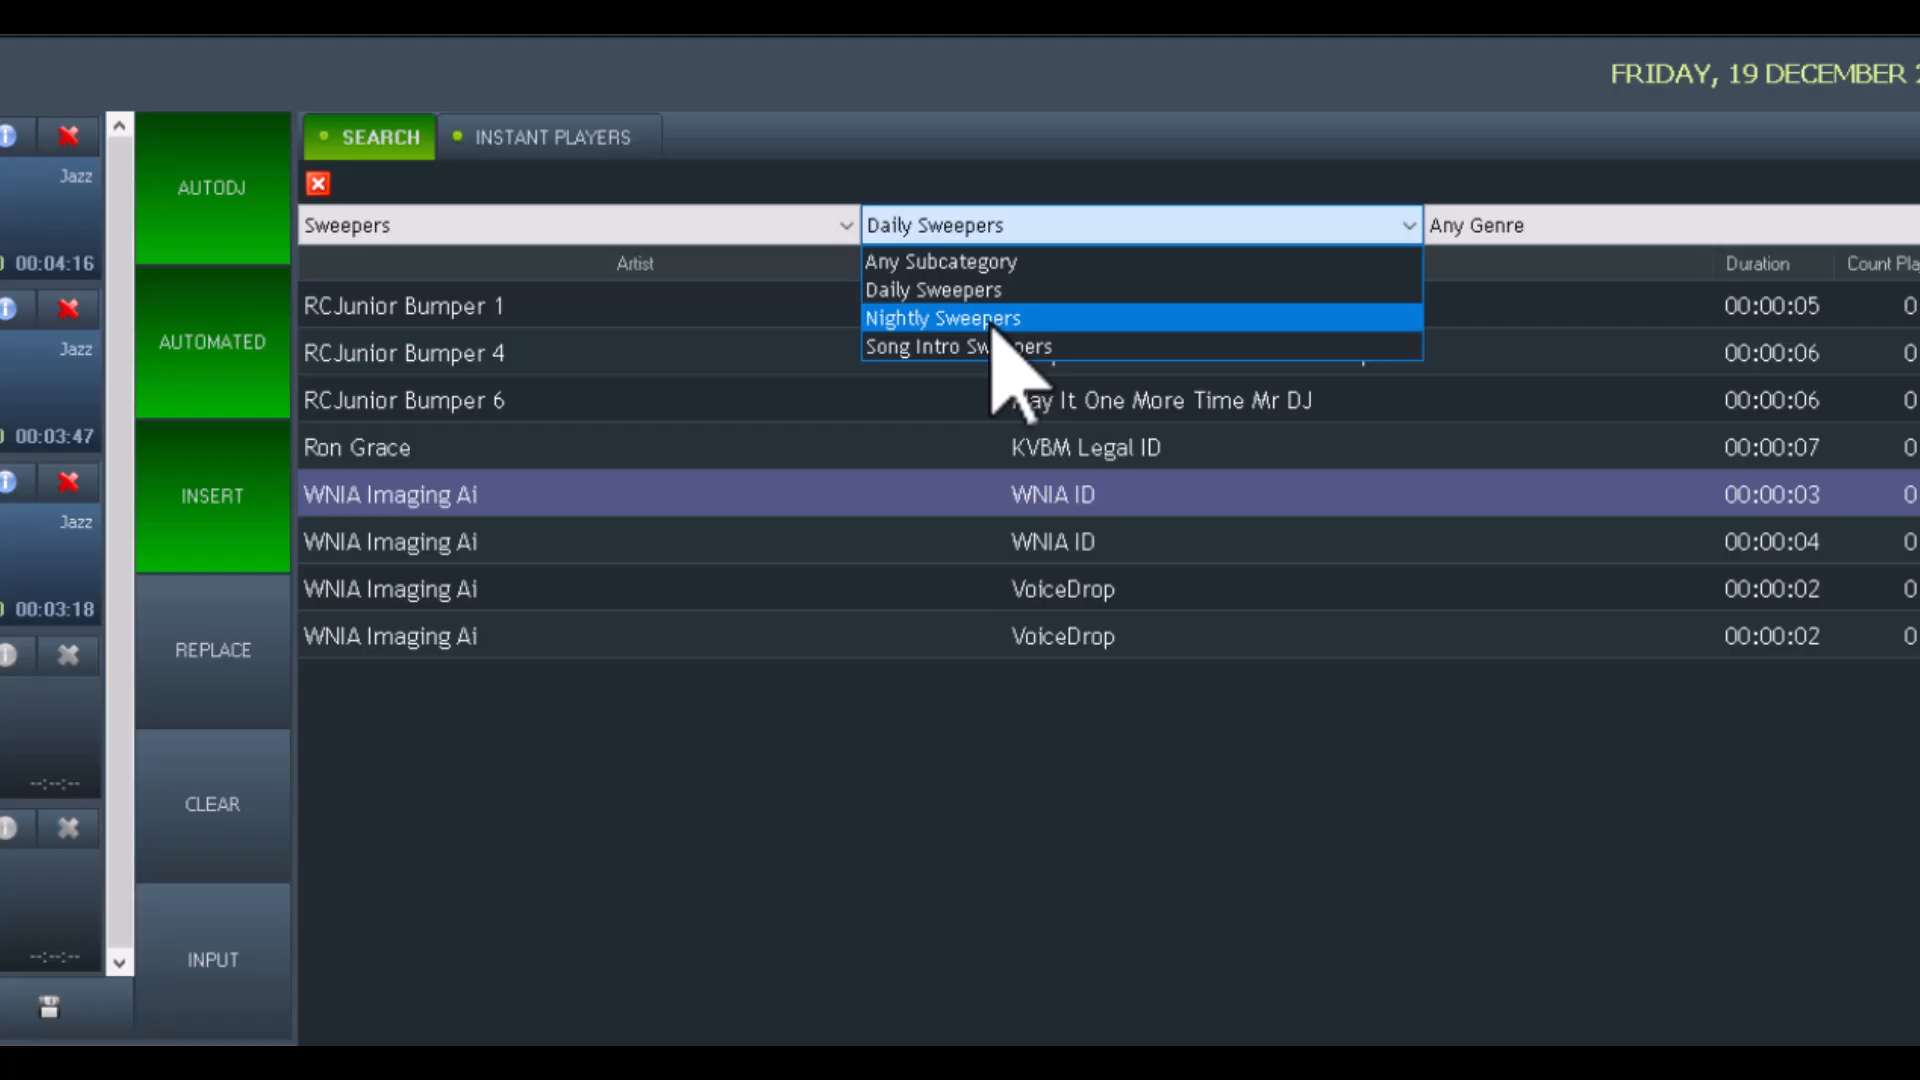 FRIDAY, 19 DECEMBER
SEARCH
INSTANT PLAYERS
Jazz
00:04:16
Jazz
00:03:47
Jazz
00:03:18
--:--:--
--:--:--
AUTODJ
AUTOMATED
INSERT
REPLACE
CLEAR
INPUT
Sweepers
Daily Sweepers
Any Genre
Any Subcategory
Daily Sweepers
Nightly Sweepers
Song Intro Sweepers
Artist
Duration
Count Pla
RCJunior Bumper 1 00:00:05 0
RCJunior Bumper 4 00:00:06 0
RCJunior Bumper 6 It One More Time Mr DJ 00:00:06 0
Ron Grace KVBM Legal ID 00:00:07 0
WNIA Imaging Ai WNIA ID 00:00:03 0
WNIA Imaging Ai WNIA ID 00:00:04 0
WNIA Imaging Ai VoiceDrop 00:00:02 0
WNIA Imaging Ai VoiceDrop 00:00:02 0